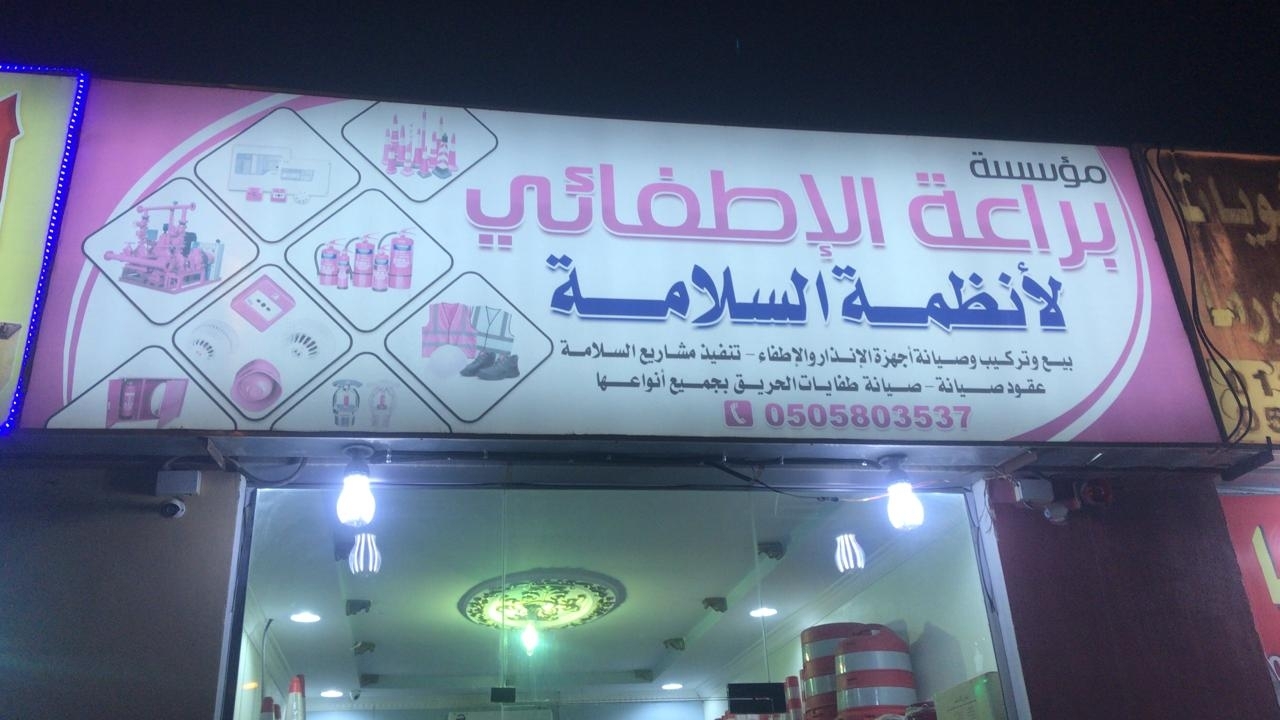 مؤسسة
براعة الإطفائي
لأنظمة السلامة
بيع وتركيب وصيانة أجهزة الإنذار والإطفاء - تنفيذ مشاريع السلامة
عقود صيانة - صيانة طفايات الحريق بجميع أنواعها
0505803537